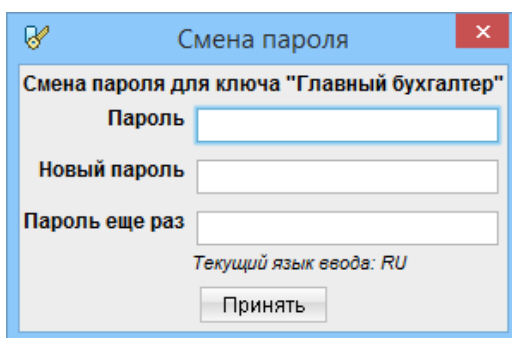 Смена пароля
Смена пароля для ключа "Главный бухгалтер"
Пароль
Новый пароль
Пароль еще раз
Текущий язык ввода: RU
Принять